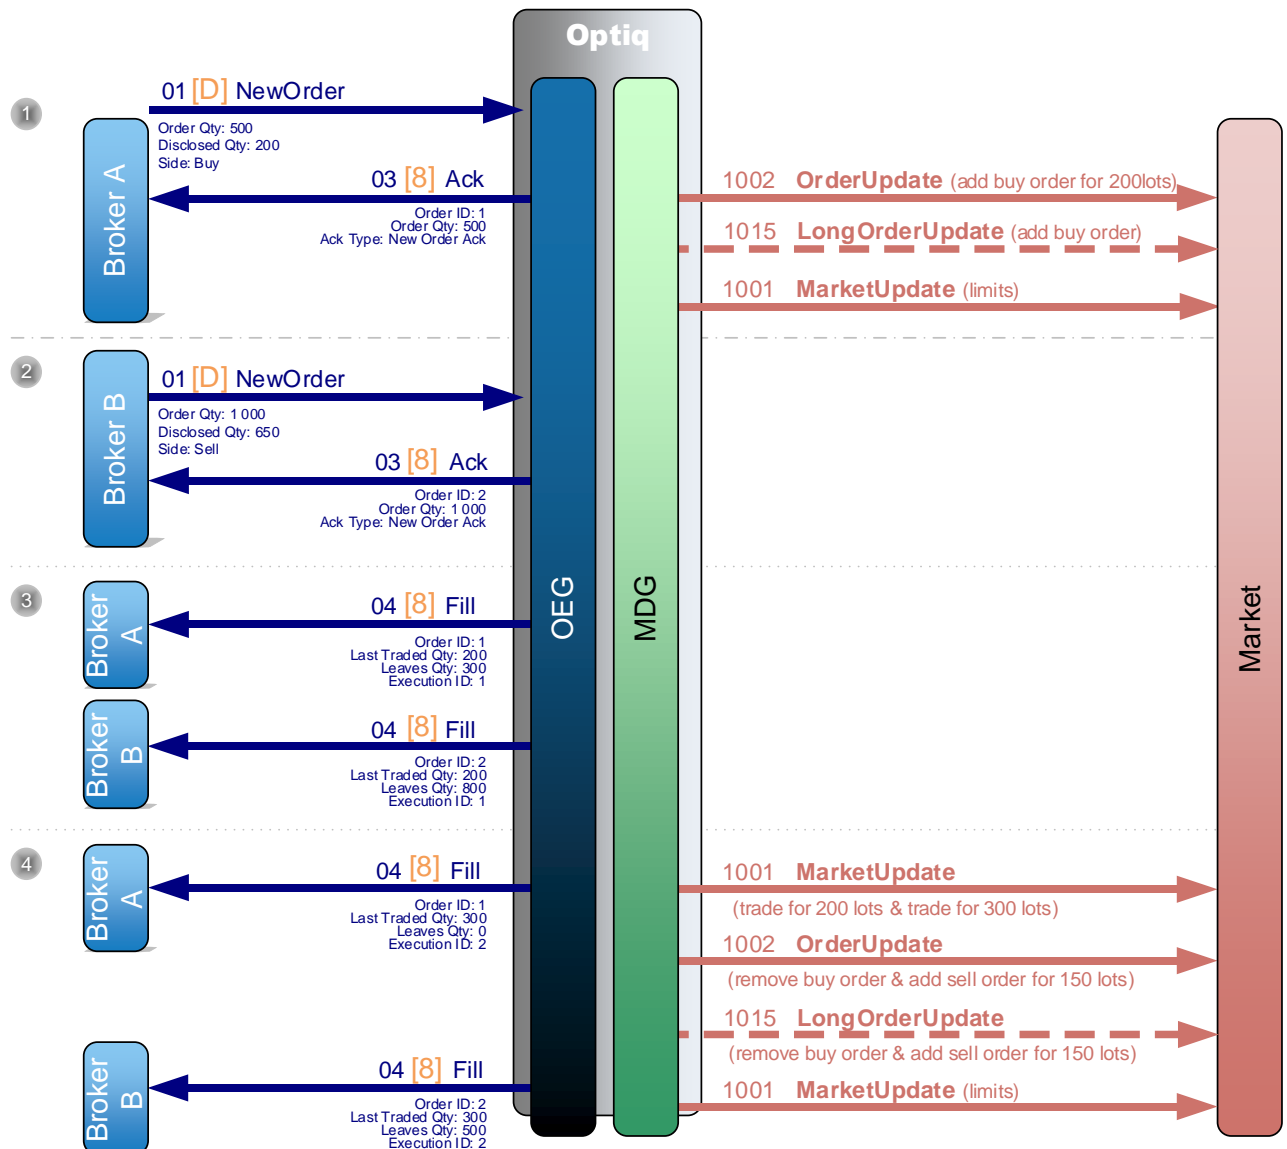 Optiq
1
01 [D] NewOrder
Order Qty: 500
Disclosed Qty: 200
Side: Buy
Broker A
03 [8] Ack
Order ID: 1
Order Qty: 500
Ack Type: New Order Ack
1002 OrderUpdate (add buy order for 200lots)
1015 LongOrderUpdate (add buy order)
1001 MarketUpdate (limits)
2
Broker B
01 [D] NewOrder
Order Qty: 1 000
Disclosed Qty: 650
Side: Sell
03 [8] Ack
Order ID: 2
Order Qty: 1 000
Ack Type: New Order Ack
OEG
MDG
Market
3
Broker
A
04 [8] Fill
Order ID: 1
Last Traded Qty: 200
Leaves Qty: 300
Execution ID: 1
Broker
B
04 [8] Fill
Order ID: 2
Last Traded Qty: 200
Leaves Qty: 800
Execution ID: 1
4
Broker
A
04 [8] Fill
Order ID: 1
Last Traded Qty: 300
Leaves Qty: 0
Execution ID: 2
1001 MarketUpdate
(trade for 200 lots & trade for 300 lots)
1002 OrderUpdate
(remove buy order & add sell order for 150 lots)
1015 LongOrderUpdate
(remove buy order & add sell order for 150 lots)
Broker
B
04 [8] Fill
Order ID: 2
Last Traded Qty: 300
Leaves Qty: 500
Execution ID: 2
1001 MarketUpdate (limits)